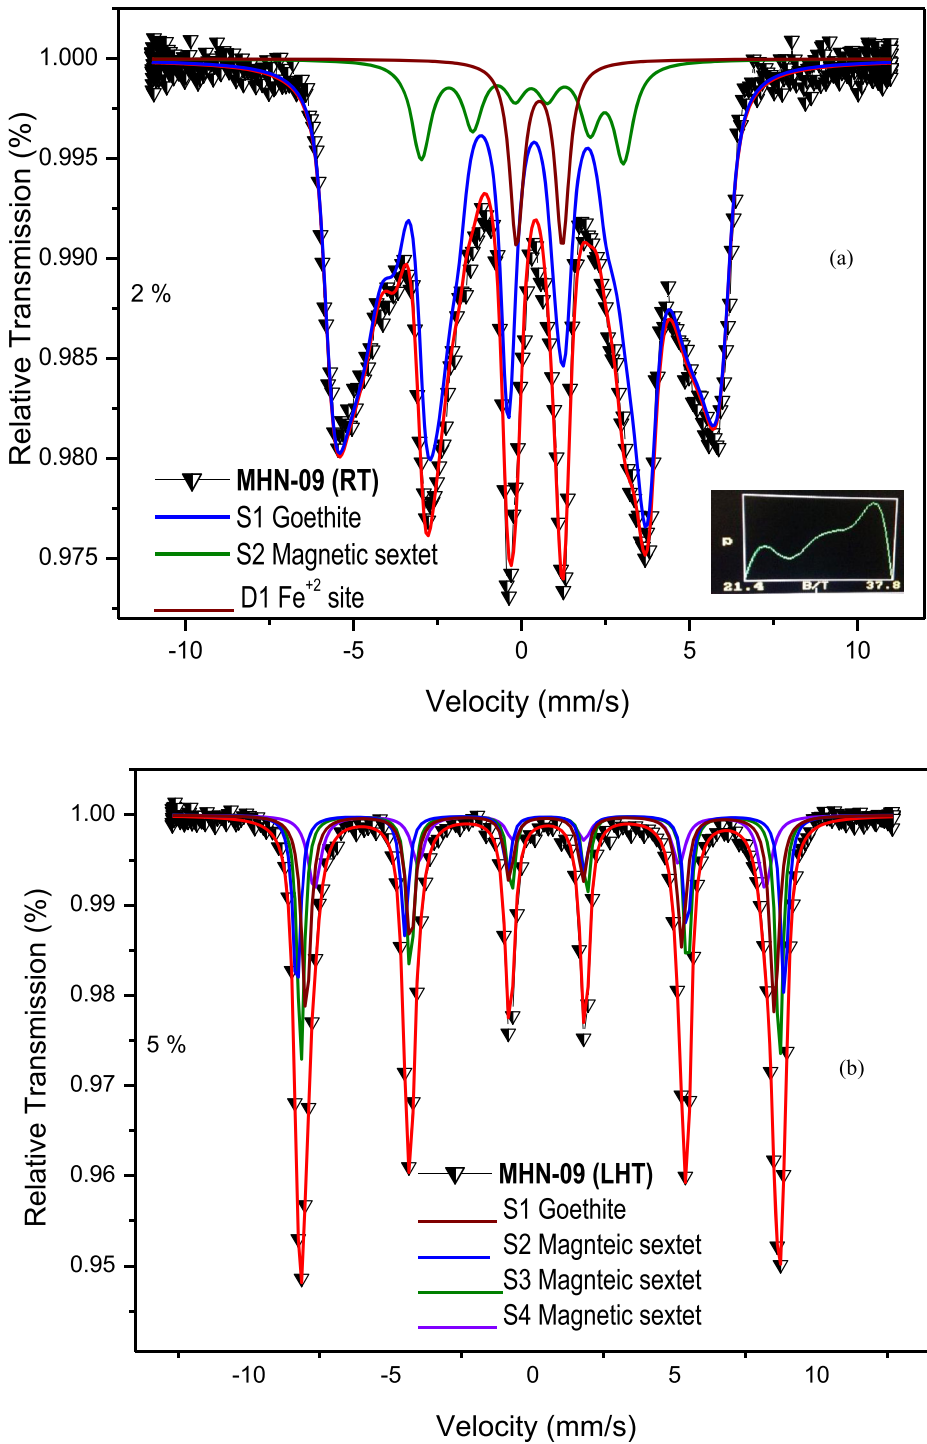 1.000
0.995
0.990
0.985
0.980
0.975
Relative Transmission (%)
(a)
2 %
MHN-09 (RT)
S1 Goethite
S2 Magnetic sextet
D1 Fe+2 site
P
21.4 B/T 37.8
-10 -5 0 5 10
Velocity (mm/s)
1.00
0.99
0.98
0.97
0.96
0.95
Relative Transmission (%)
5 %
(b)
MHN-09 (LHT)
S1 Goethite
S2 Magnteic sextet
S3 Magnteic sextet
S4 Magnetic sextet
-10 -5 0 5 10
Velocity (mm/s)